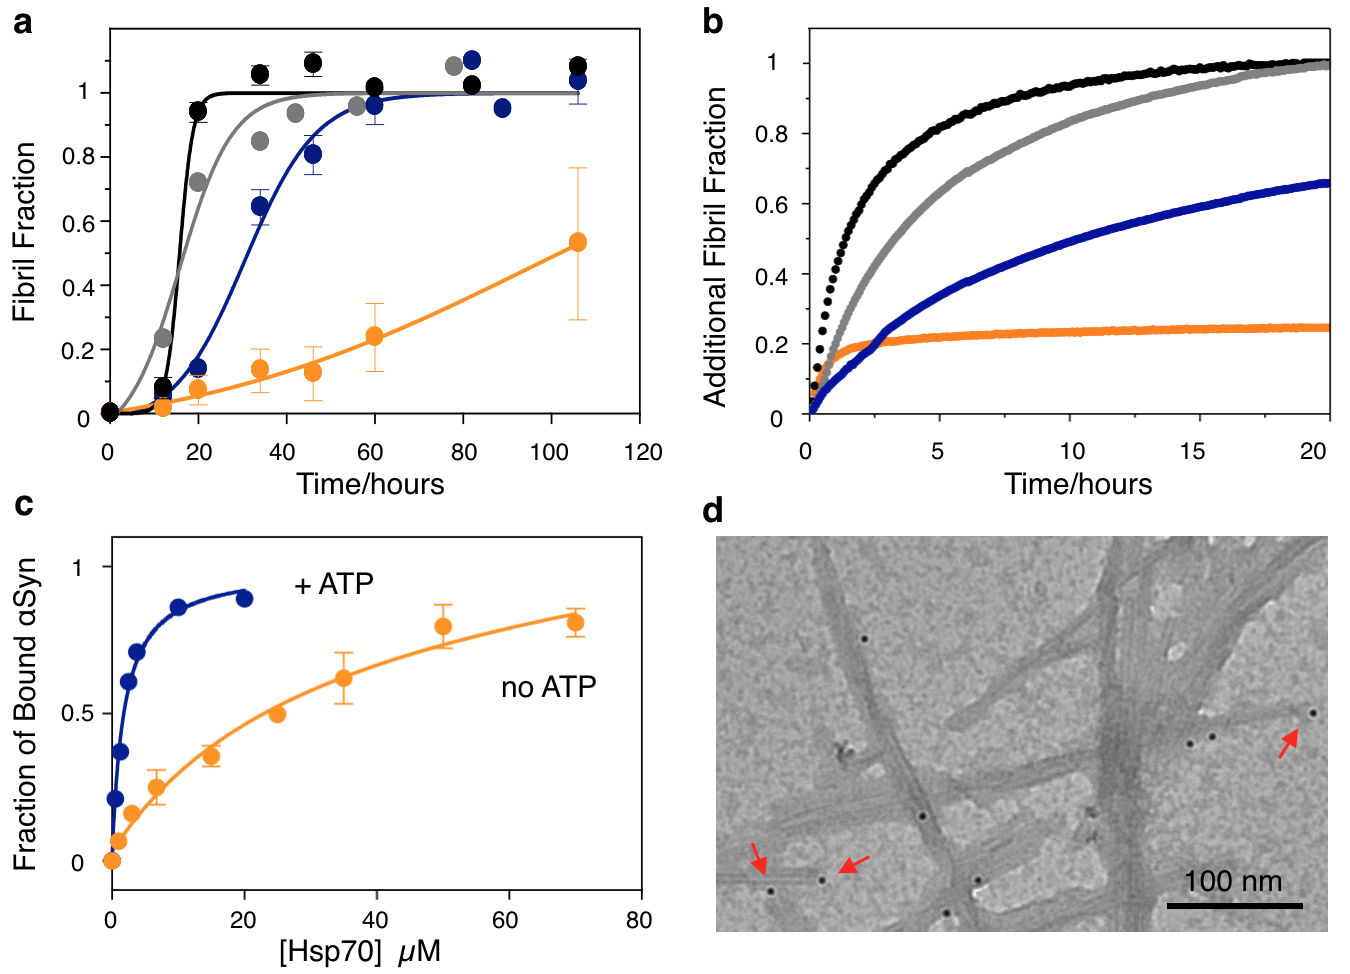 a
Fibril Fraction
1
0.8
0.6
0.4
0.2
0
0 20 40 60 80 100 120
Time/hours
b
Additional Fibril Fraction
1
0.8
0.6
0.4
0.2
0
0 5 10 15 20
Time/hours
c
Fraction of Bound αSyn
1
0.5
0
+ ATP
no ATP
0 20 40 60 80
[Hsp70] µM
d
100 nm